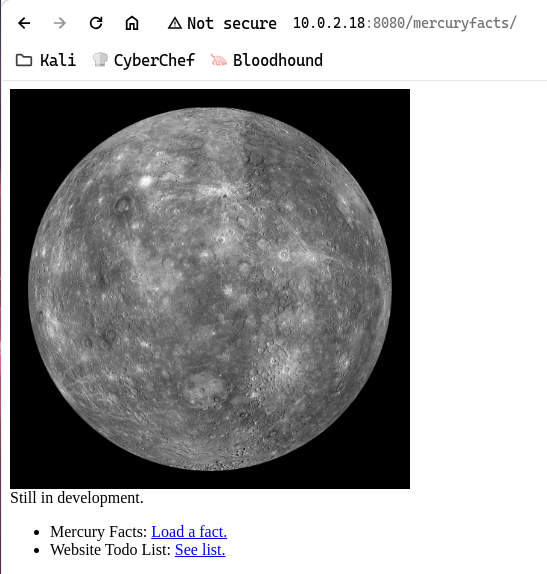 Not secure 10.0.2.18:8080/mercuryfacts/
Kali CyberChef Bloodhound
Still in development.
Mercury Facts: Load a fact.
Website Todo List: See list.